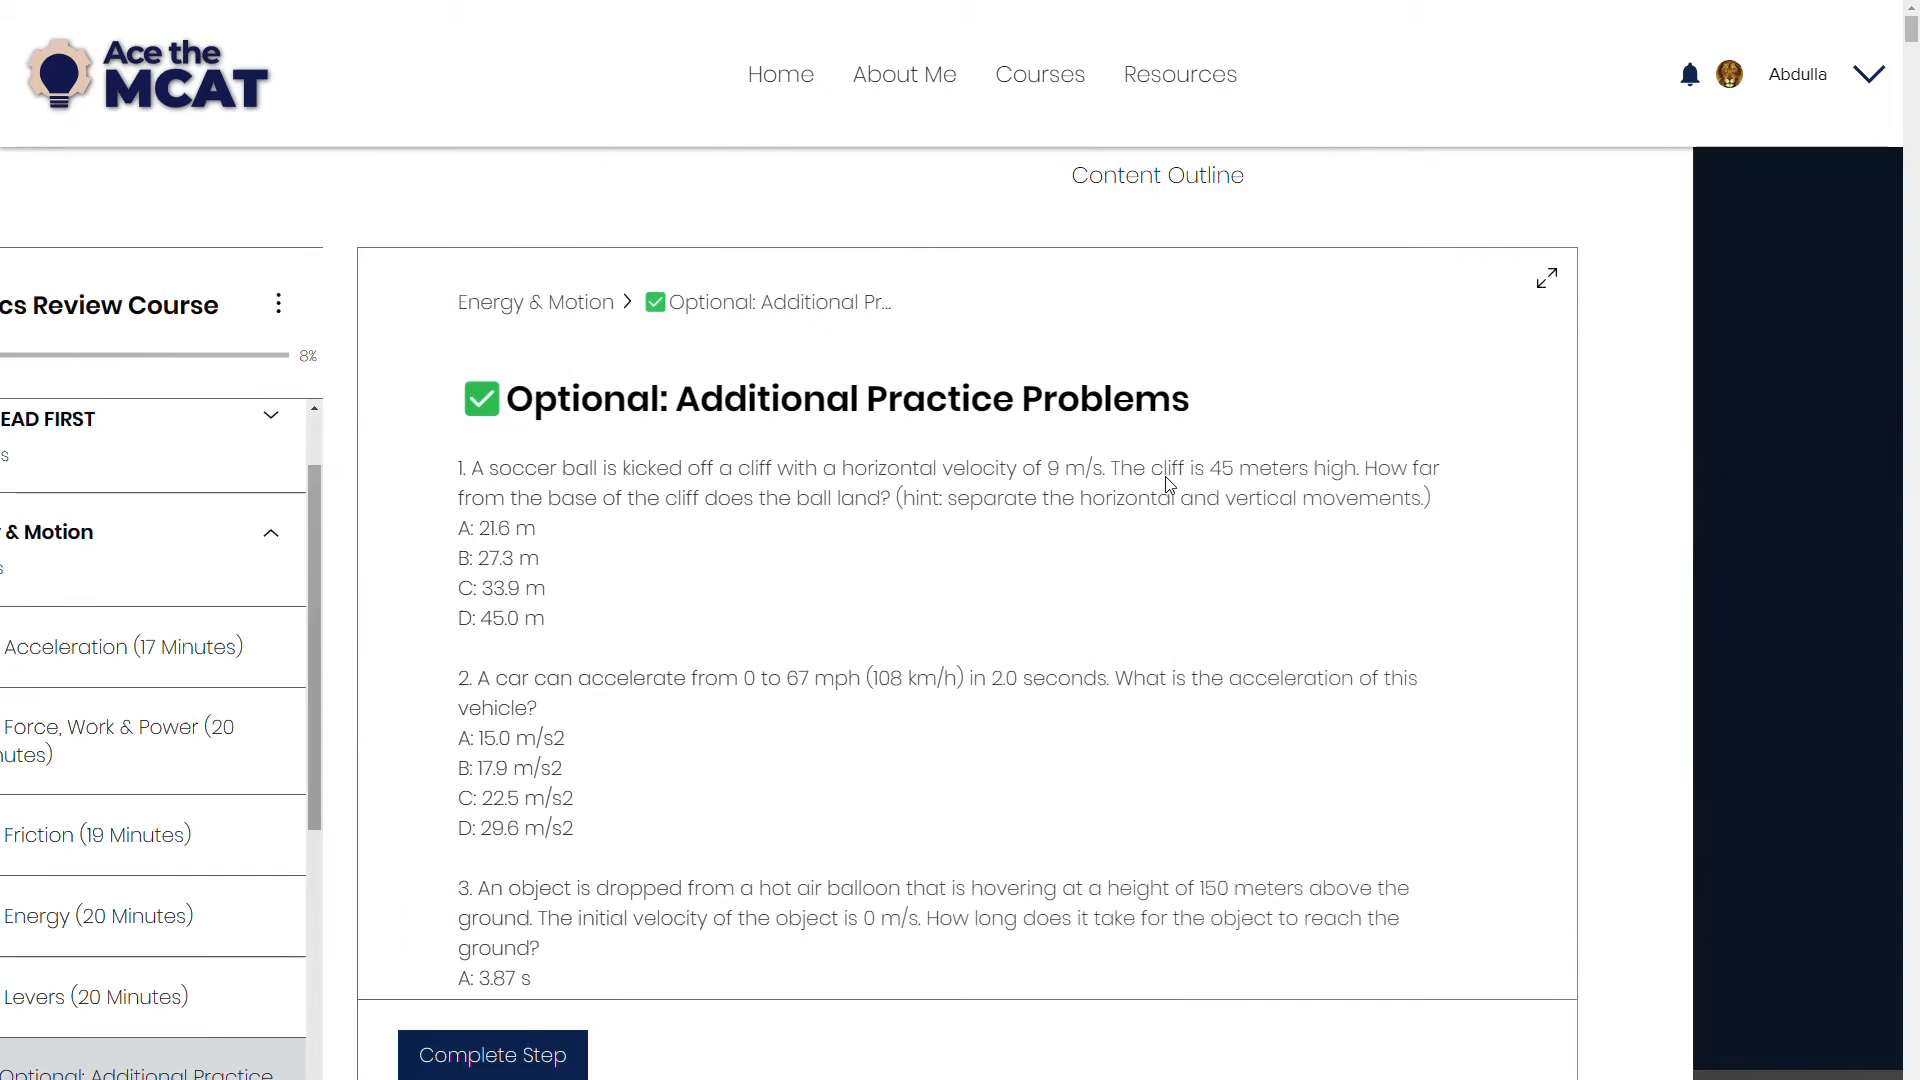 Ace the
MCAT
Home
About Me
Courses
Resources
Abdulla
Content Outline
cs Review Course
8%
EAD FIRST
s
& Motion
s
Acceleration (17 Minutes)
Force, Work & Power (20
nutes)
Friction (19 Minutes)
Energy (20 Minutes)
Levers (20 Minutes)
Optional: Additional Practice
Energy & Motion > ✅Optional: Additional Pr...
✅Optional: Additional Practice Problems
1. A soccer ball is kicked off a cliff with a horizontal velocity of 9 m/s. The cliff is 45 meters high. How far
from the base of the cliff does the ball land? (hint: separate the horizontal and vertical movements.)
A: 21.6 m
B: 27.3 m
C: 33.9 m
D: 45.0 m
2. A car can accelerate from 0 to 67 mph (108 km/h) in 2.0 seconds. What is the acceleration of this
vehicle?
A: 15.0 m/s2
B: 17.9 m/s2
C: 22.5 m/s2
D: 29.6 m/s2
3. An object is dropped from a hot air balloon that is hovering at a height of 150 meters above the
ground. The initial velocity of the object is 0 m/s. How long does it take for the object to reach the
ground?
A: 3.87 s
Complete Step